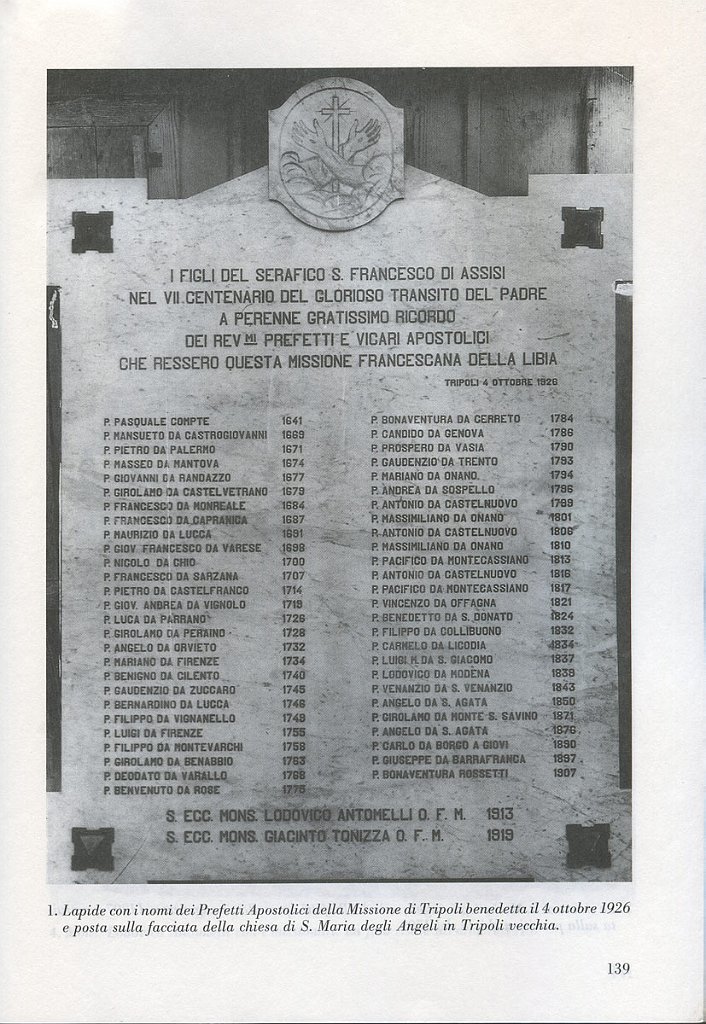 I FIGLI DEL SERAFICO S. FRANCESCO DI ASSISI
NEL VII CENTENARIO DEL GLORIOSO TRANSITO DEL PADRE
A PERENNE GRATISSIMO RICORDO
DEI REV.MI PREFETTI E VICARI APOSTOLICI
CHE RESSERO QUESTA MISSIONE FRANCESCANA DELLA LIBIA
TRIPOLI 4 OTTOBRE 1926
P. PASQUALE COMPTE 1641
P. MANSUETO DA CASTROGIOVANNI 1669
P. PIETRO DA PALERMO 1671
P. MASSEO DA MANTOVA 1674
P. GIOVANNI DA RANDAZZO 1677
P. GIROLAMO DA CASTELVETRANO 1679
P. FRANCESCO DA MONREALE 1684
P. FRANCESCO DA CAPRANICA 1687
P. MAURIZIO DA LUCCA 1691
P. GIOV. FRANCESCO DA VARESE 1698
P. NICOLO DA CHIO 1700
P. FRANCESCO DA SARZANA 1707
P. PIETRO DA CASTELFRANCO 1714
P. GIOV. ANDREA DA VIGNOLO 1719
P. LUCA DA PARRANO 1726
P. GIROLAMO DA PERAINO 1728
P. ANGELO DA ORVIETO 1732
P. MARIANO DA FIRENZE 1734
P. BENIGNO DA CILENTO 1740
P. GAUDENZIO DA ZUCCARO 1745
P. BERNARDINO DA LUCCA 1746
P. FILIPPO DA VIGNANELLO 1749
P. LUIGI DA FIRENZE 1755
P. FILIPPO DA MONTEVARCHI 1758
P. GIROLAMO DA BENABBIO 1763
P. DEODATO DA VARALLO 1768
P. BENVENUTO DA ROSE 1775
P. BONAVENTURA DA CERRETO 1784
P. CANDIDO DA GENOVA 1786
P. PROSPERO DA VASIA 1790
P. GAUDENZIO DA TRENTO 1793
P. MARIANO DA ONANO. 1794
P. ANDREA DA SOSPELLO 1796
P. ANTONIO DA CASTELNUOVO 1799
P. MASSIMILIANO DA ONANO 1801
P. ANTONIO DA CASTELNUOVO 1806
P. MASSIMILIANO DA ONANO 1810
P. PACIFICO DA MONTECASSIANO 1813
P. ANTONIO DA CASTELNUOVO 1816
P. PACIFICO DA MONTECASSIANO 1817
P. VINCENZO DA OFFAGNA 1821
P. BENEDETTO DA S. DONATO 1824
P. FILIPPO DA COLLIBUONO 1832
P. CARMELO DA LICODIA 1834
P. LUIGI M. DA S. GIACOMO 1837
P. LODOVICO DA MODENA 1839
P. VENANZIO DA S. VENANZIO 1843
P. ANGELO DA S. AGATA 1850
P. GIROLAMO DA MONTE S. SAVINO 1871
P. ANGELO DA S. AGATA 1876
P. CARLO DA BORGO A GIOVI 1890
P. GIUSEPPE DA BARRAFRANCA 1897
P. BONAVENTURA ROSSETTI 1907
S. ECC. MONS. LODOVICO ANTOMELLI O. F. M. 1913
S. ECC. MONS. GIACINTO TONIZZA O. F. M. 1919
1. Lapide con i nomi dei Prefetti Apostolici della Missione di Tripoli benedetta il 4 ottobre 1926
e posta sulla facciata della chiesa di S. Maria degli Angeli in Tripoli vecchia.
139